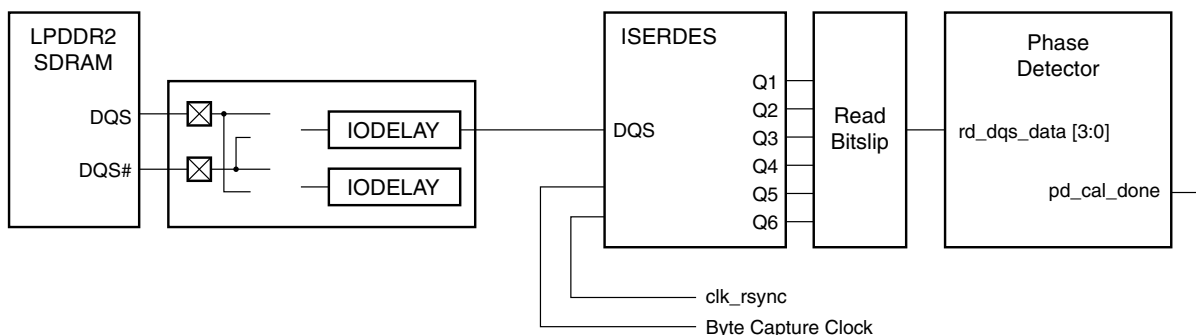 LPDDR2
SDRAM
DQS
DQS#
IODELAY
IODELAY
ISERDES
DQS
Q1
Q2
Q3
Q4
Q5
Q6
Read
Bitslip
Phase
Detector
rd_dqs_data [3:0]
pd_cal_done
clk_rsync
Byte Capture Clock